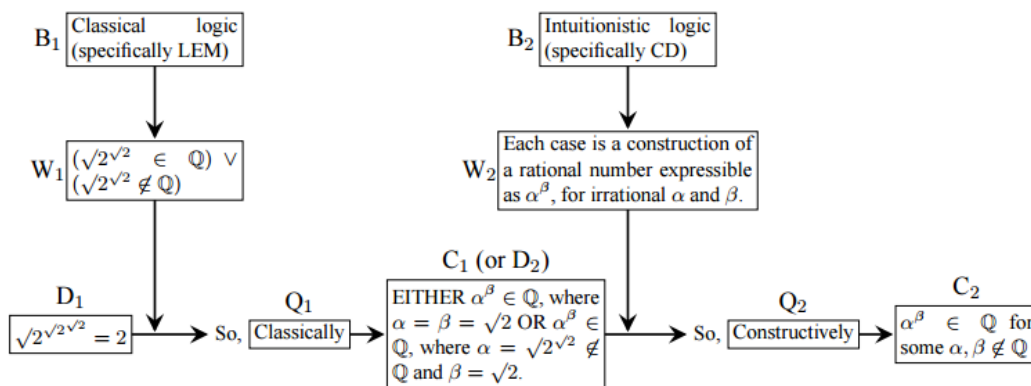 B₁
Classical logic
(specifically LEM)
B₂
Intuitionistic logic
(specifically CD)
W₁
(√2^√2 ∈ ℚ) ∨
(√2^√2 ∉ ℚ)
W₂
Each case is a construction of
a rational number expressible
as α^β, for irrational α and β.
D₁
√2^√2^√2 = 2
So,
Q₁
Classically
C₁ (or D₂)
EITHER α^β ∈ ℚ, where
α = β = √2 OR α^β ∈
ℚ, where α = √2^√2 ∉
ℚ and β = √2.
So,
Q₂
Constructively
C₂
α^β ∈ ℚ for
some α, β ∉ ℚ